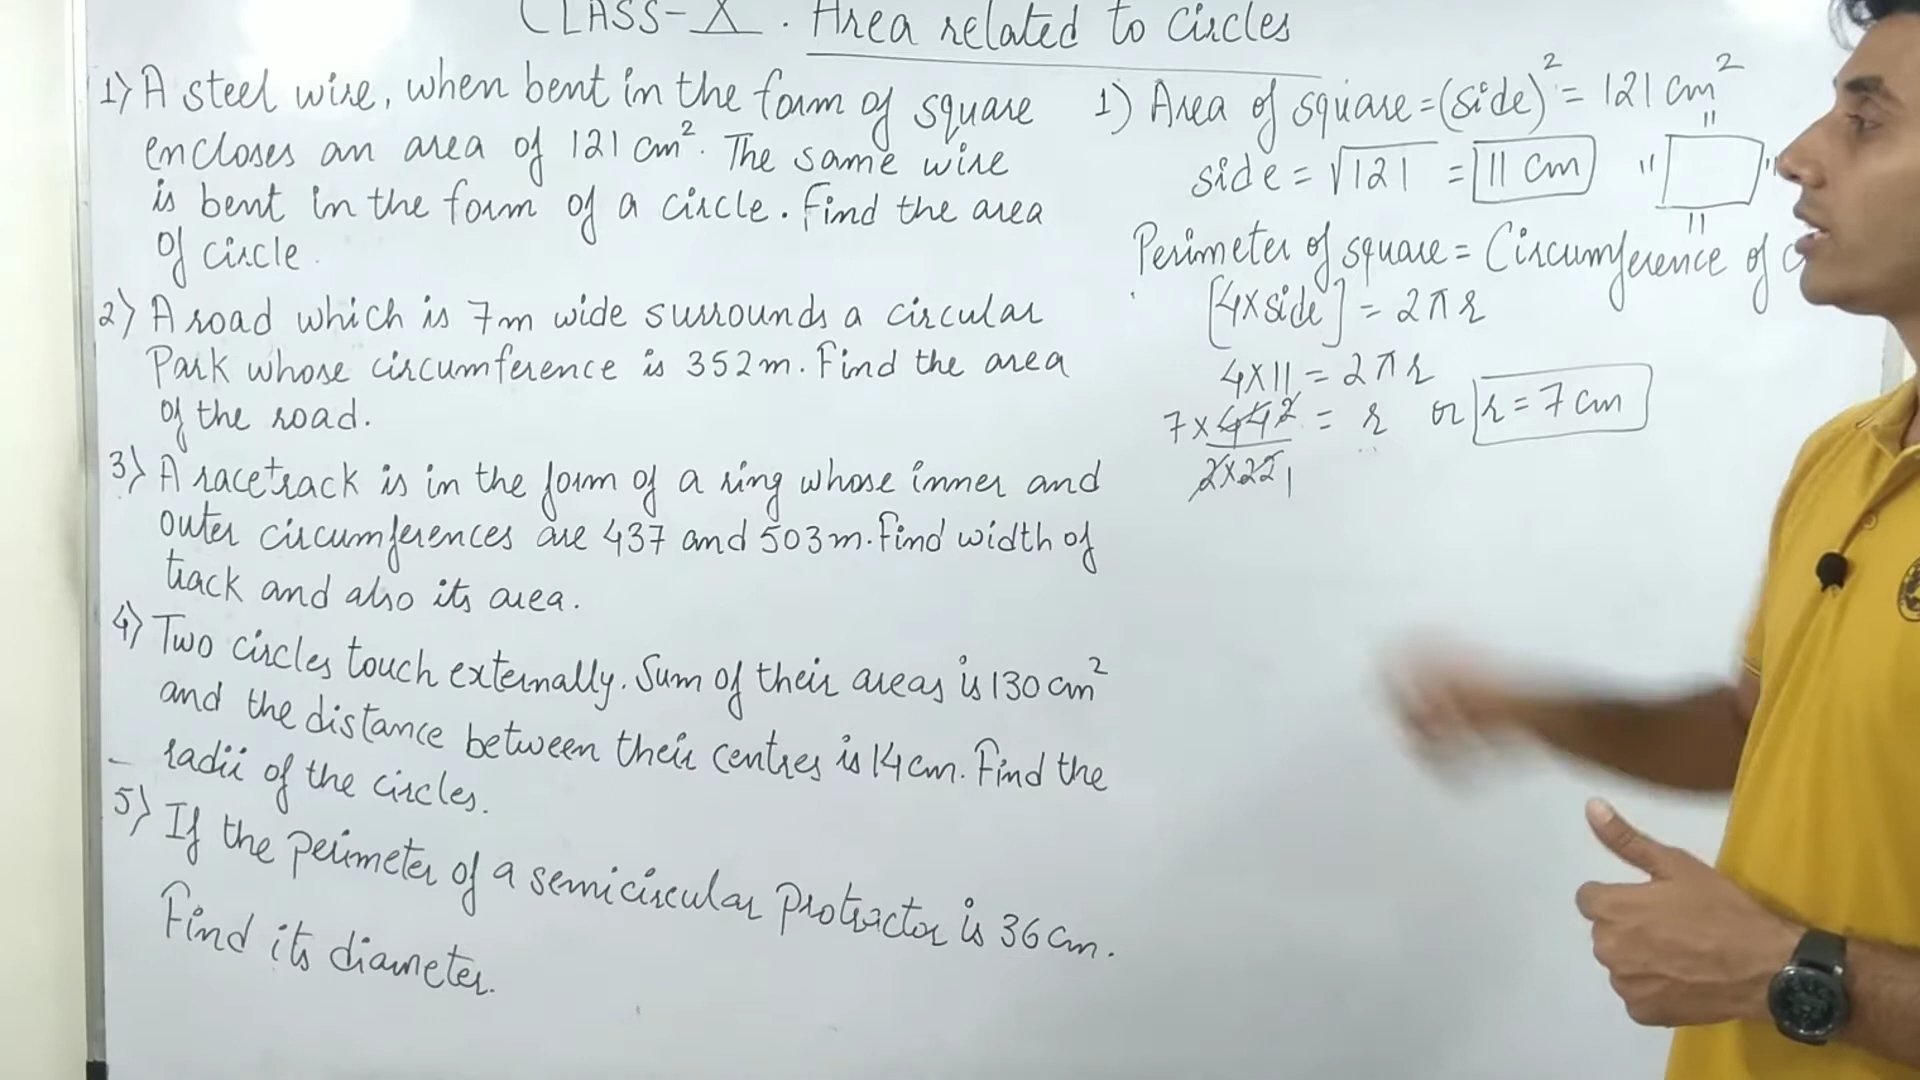 CLASS-X. Area related to Circles
1) A steel wire, when bent in the form of square
encloses an area of 121 cm². The same wire
is bent in the form of a circle. Find the area
of circle.
2) A road which is 7m wide surrounds a circular
Park whose circumference is 352m. Find the area
of the road.
3) A racetrack is in the form of a ring whose inner and
outer circumferences are 437 and 503m. Find width of
track and also its area.
4) Two circles touch externally. Sum of their areas is 130 cm²
and the distance between their centres is 14cm. Find the
radii of the circles.
5) If the perimeter of a semicircular protractor is 36 cm.
Find its diameter.
1) Area of square = (side)² = 121 cm²
side = √121 = 11 cm
11
11
11
Perimeter of square = Circumference of
[4×side] = 2πr
4×11 = 2πr
7×44 2 = r or r = 7 cm
2×22 1